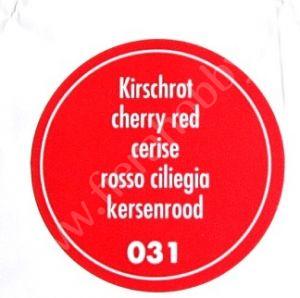 Kirschrot
cherry red
cerise
rosso ciliegia
kersenrood
031